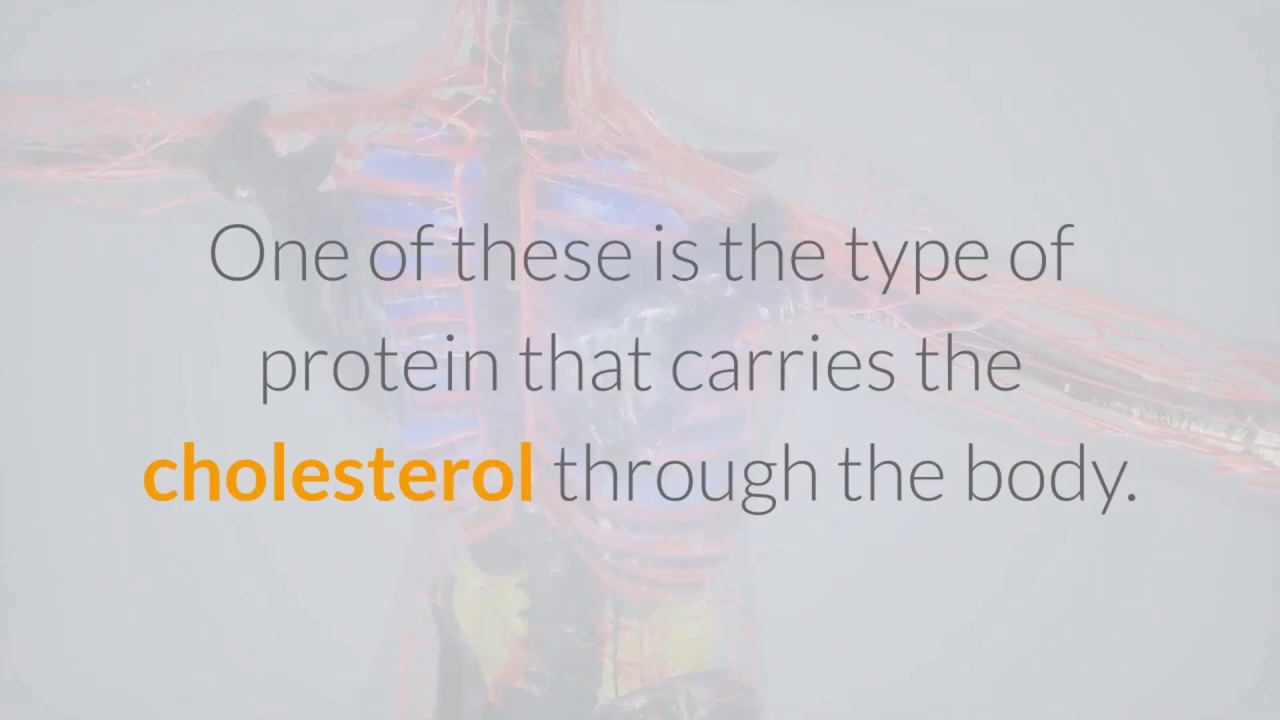 One of these is the type of
protein that carries the
cholesterol through the body.